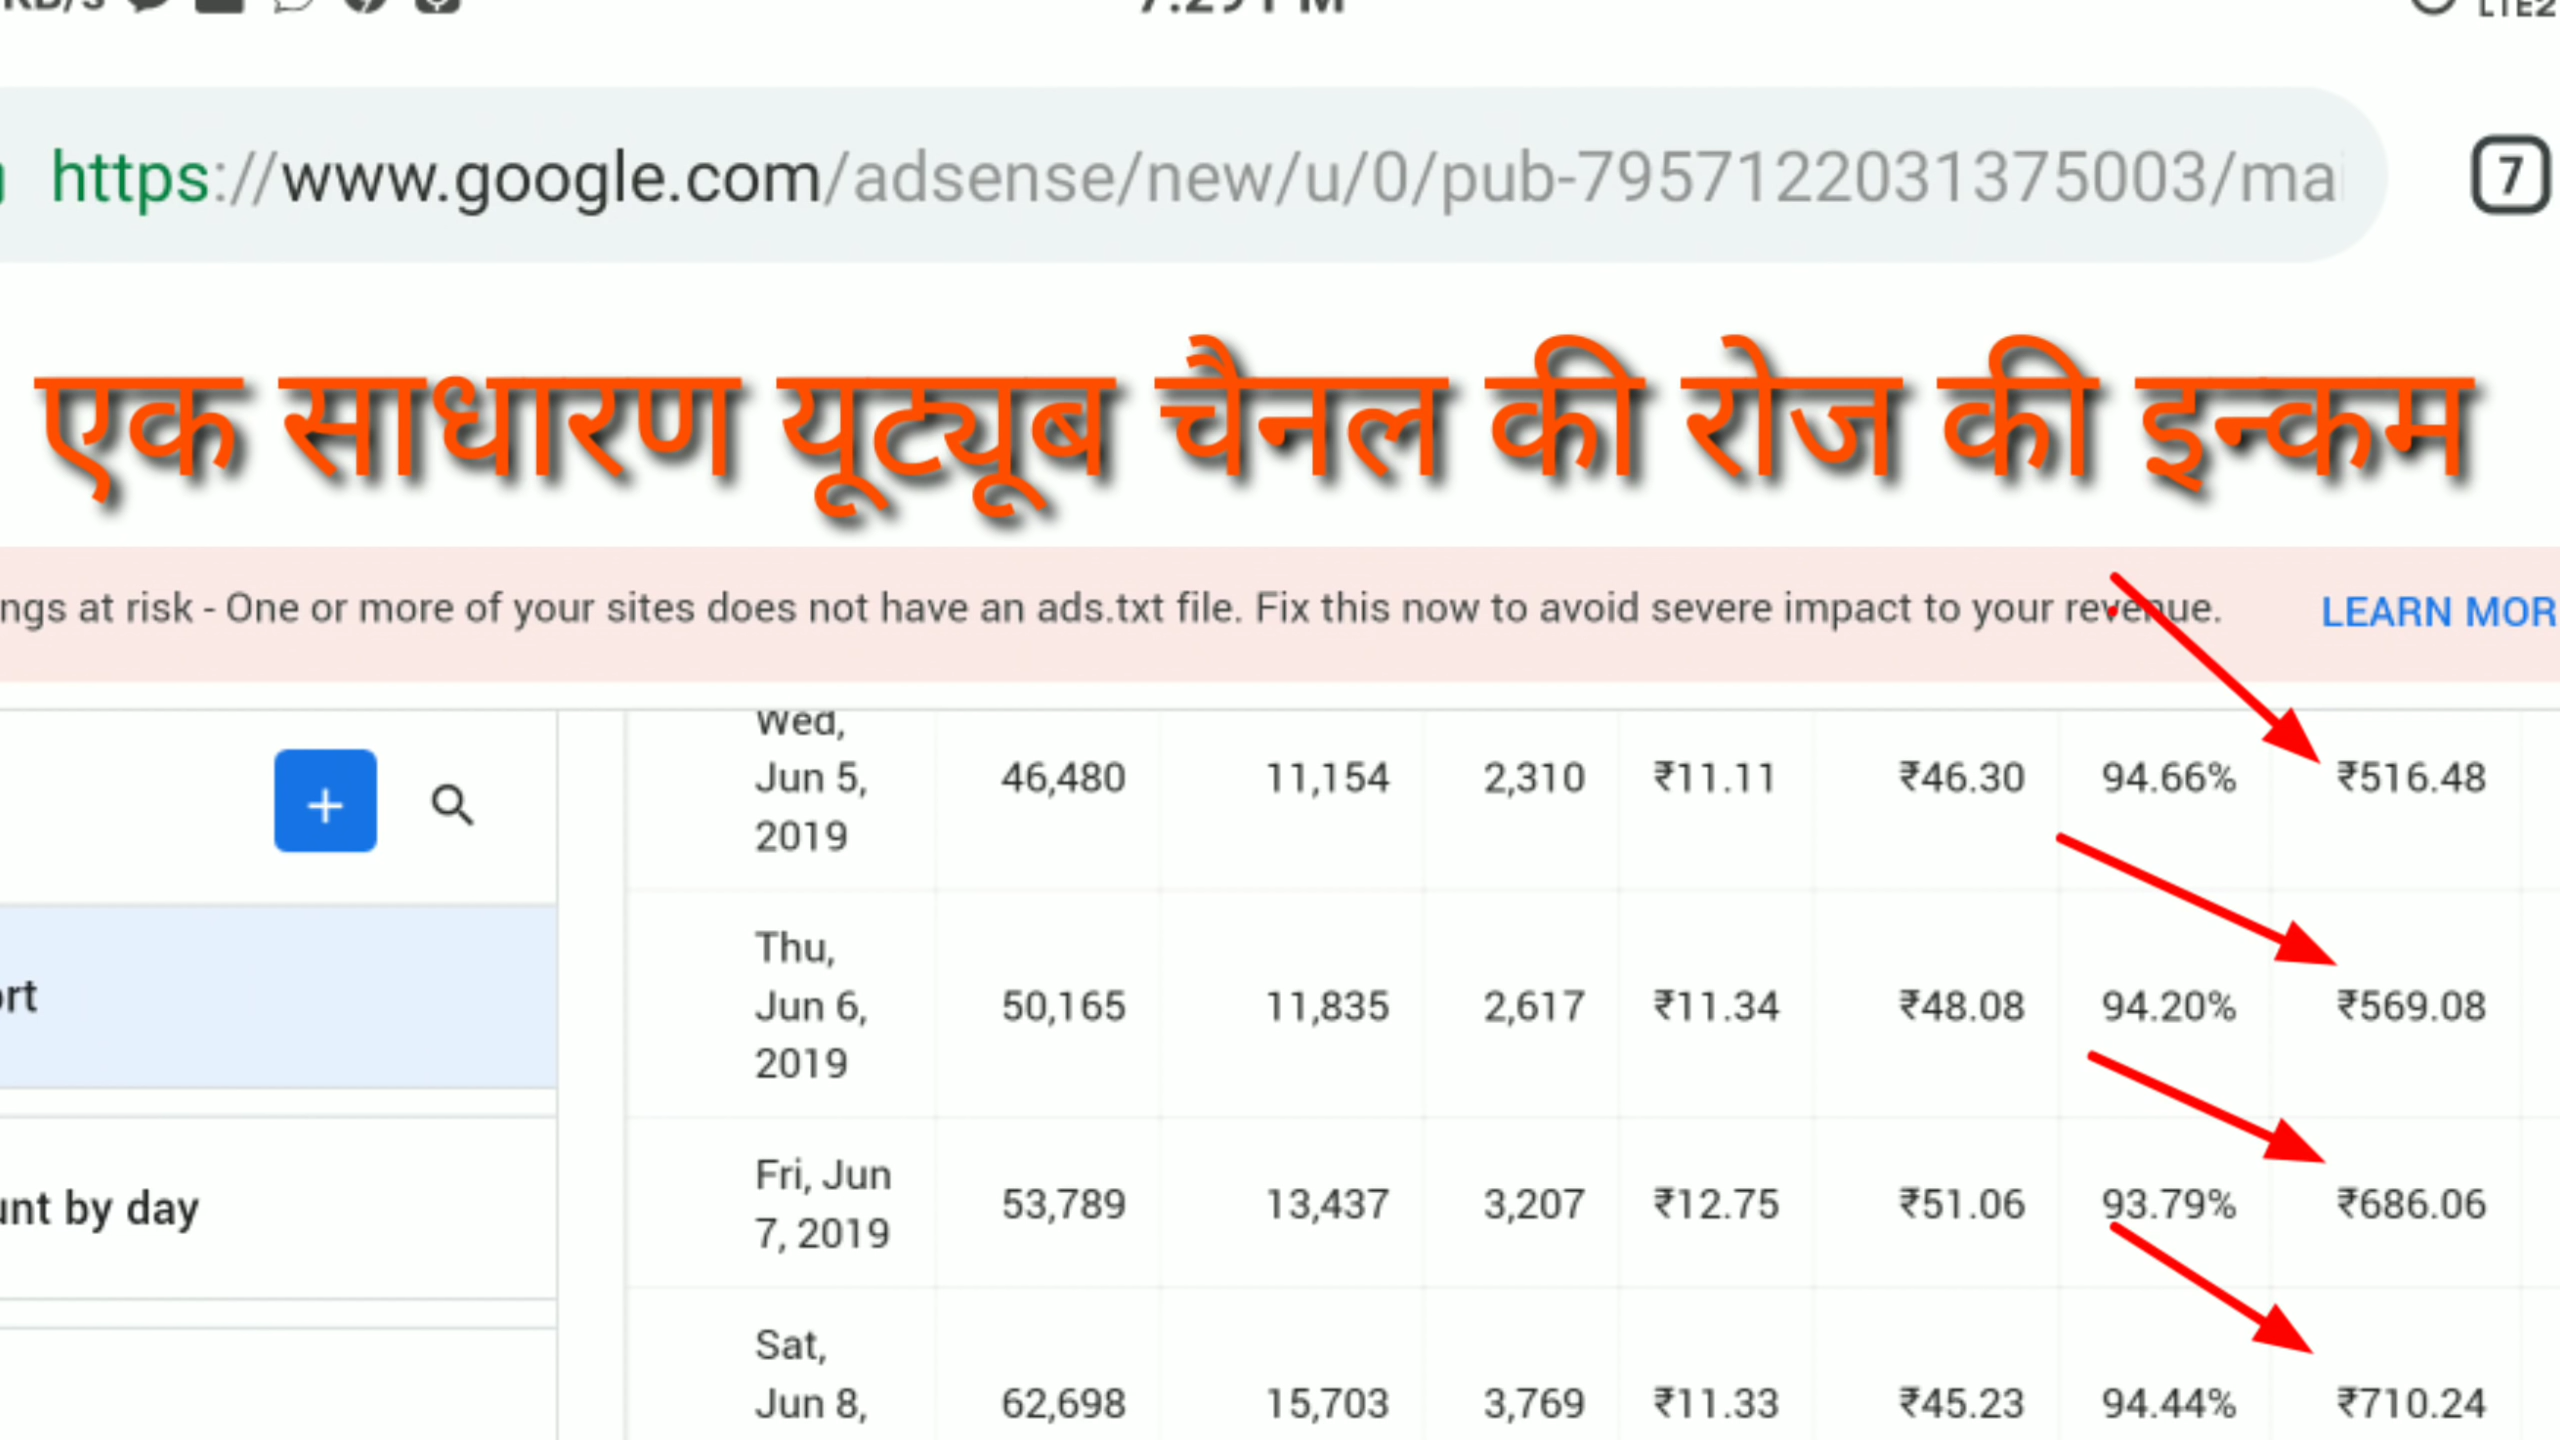 https://www.google.com/adsense/new/u/0/pub-7957122031375003/mai
7
एक साधारण यूट्यूब चैनल की रोज की इन्कम
ngs at risk - One or more of your sites does not have an ads.txt file. Fix this now to avoid severe impact to your revenue. LEARN MOR
Wed,
Jun 5, 46,480 11,154 2,310 ₹11.11 ₹46.30 94.66% ₹516.48
2019
+
Thu,
ort
Jun 6, 50,165 11,835 2,617 ₹11.34 ₹48.08 94.20% ₹569.08
2019
Fri, Jun
unt by day 53,789 13,437 3,207 ₹12.75 ₹51.06 93.79% ₹686.06
7, 2019
Sat,
Jun 8, 62,698 15,703 3,769 ₹11.33 ₹45.23 94.44% ₹710.24